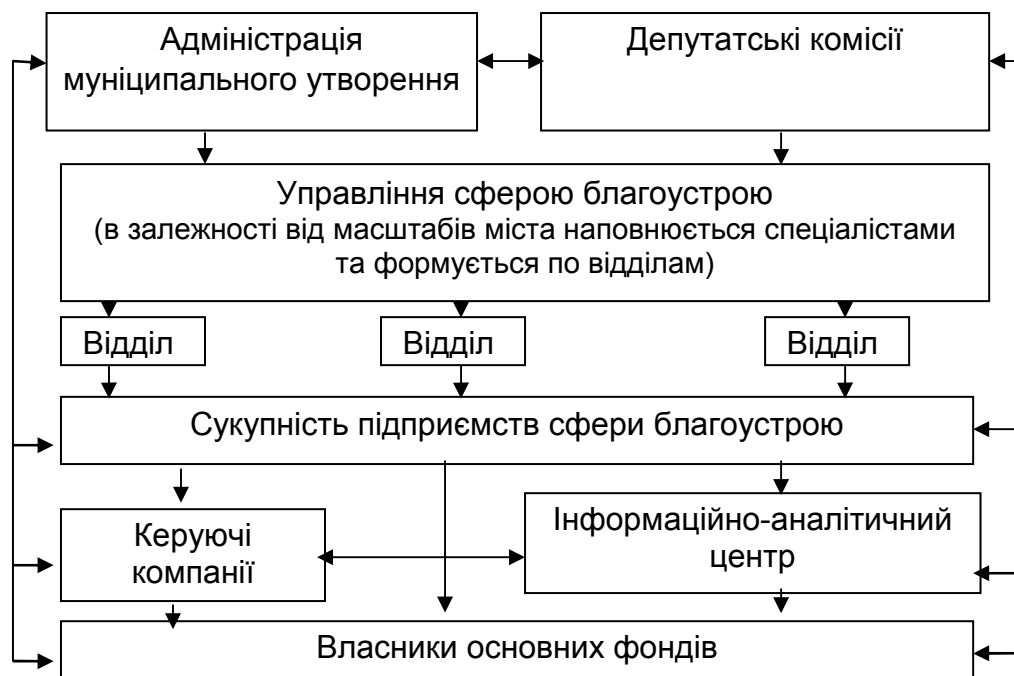 Адміністрація
муніципального утворення
Депутатські комісії
Управління сферою благоустрою
(в залежності від масштабів міста наповнюється спеціалістами
та формується по відділам)
Відділ
Відділ
Відділ
Сукупність підприємств сфери благоустрою
Керуючі
компанії
Інформаційно-аналітичний
центр
Власники основних фондів